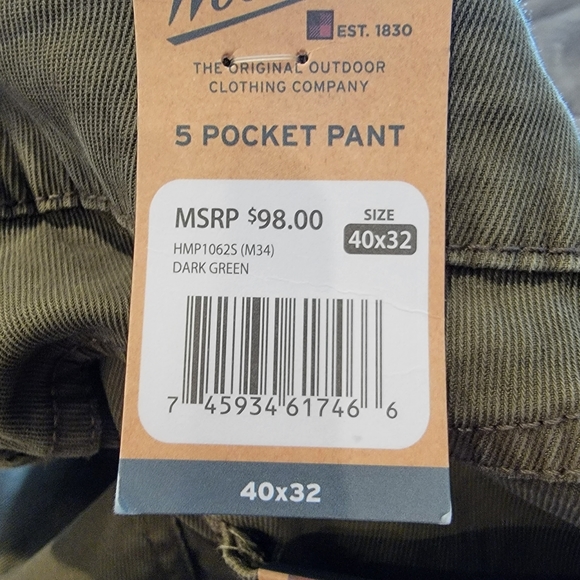 EST. 1830
THE ORIGINAL OUTDOOR
CLOTHING COMPANY
5 POCKET PANT
MSRP $98.00
SIZE
40x32
HMP1062S (M34)
DARK GREEN
7 45934 61746 6
40x32